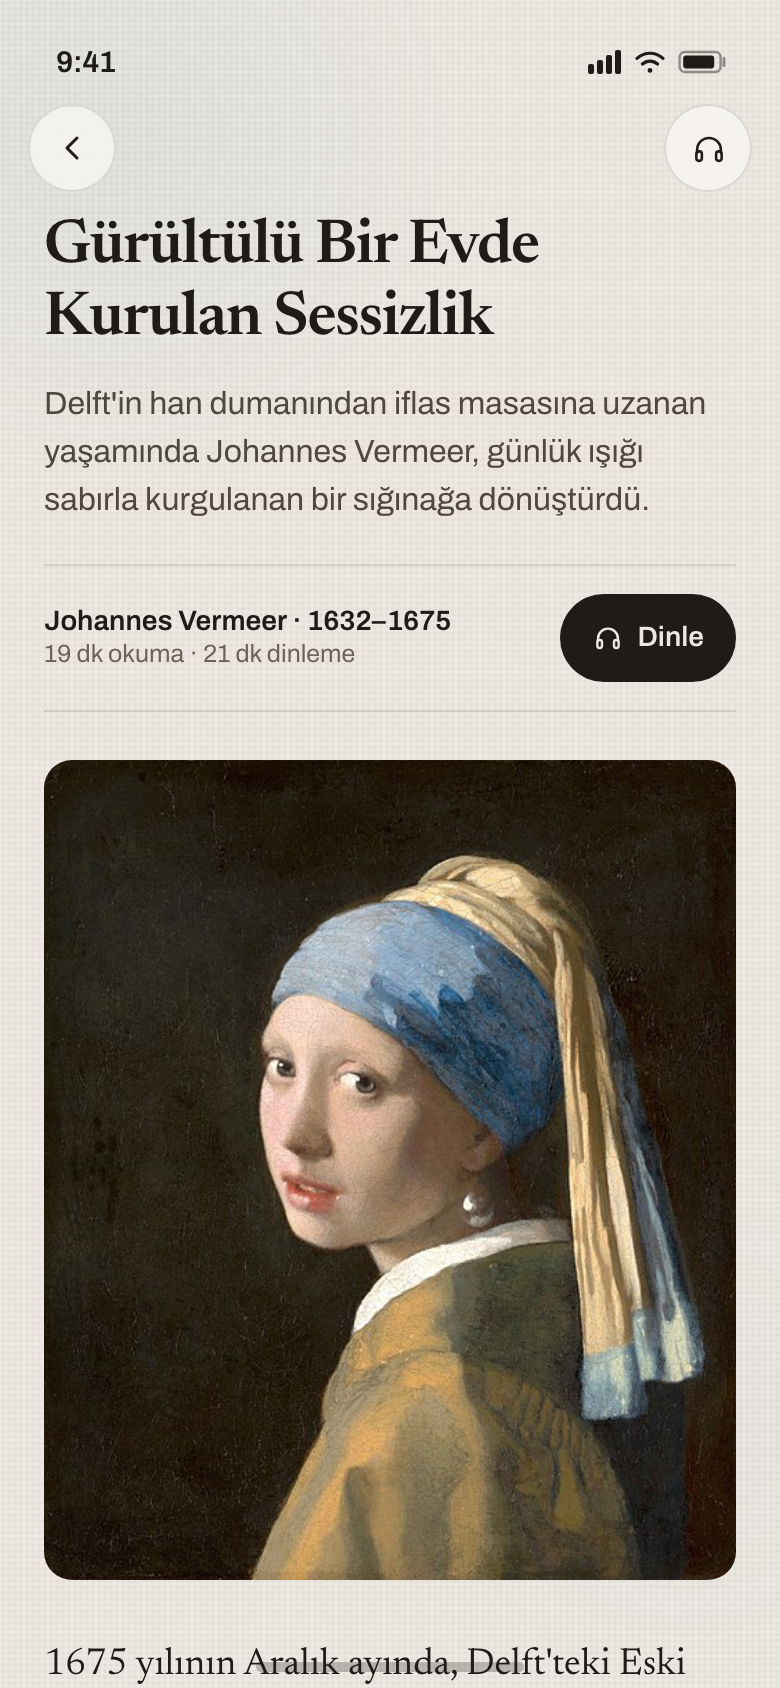 9:41
Gürültülü Bir Evde
Kurulan Sessizlik
Delft'in han dumanından iflas masasına uzanan
yaşamında Johannes Vermeer, günlük ışığı
sabırla kurgulanan bir sığınağa dönüştürdü.
Johannes Vermeer · 1632–1675
19 dk okuma · 21 dk dinleme
Dinle
1675 yılının Aralık ayında, Delft'teki Eski